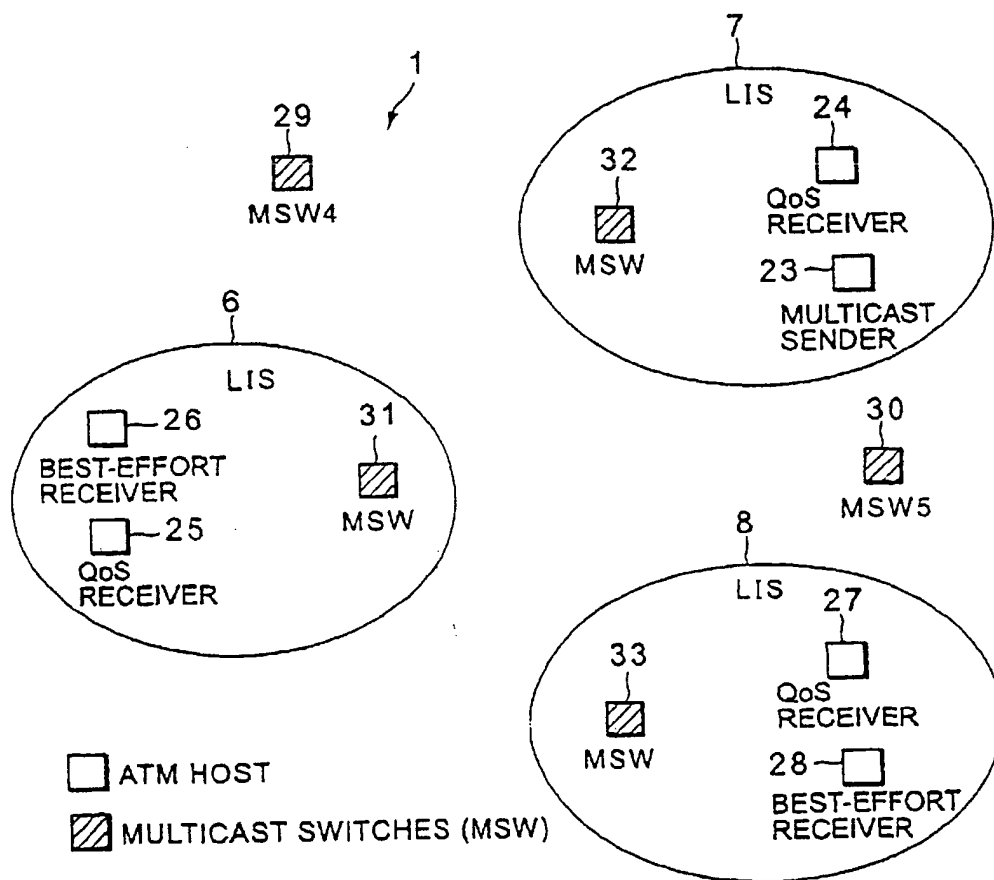 1
29
MSW4
7
LIS
24
QoS
RECEIVER
32
MSW
23
MULTICAST
SENDER
6
LIS
26
BEST-EFFORT
RECEIVER
31
MSW
25
QoS
RECEIVER
30
MSW5
8
LIS
27
QoS
RECEIVER
33
MSW
28
BEST-EFFORT
RECEIVER
ATM HOST
MULTICAST SWITCHES (MSW)